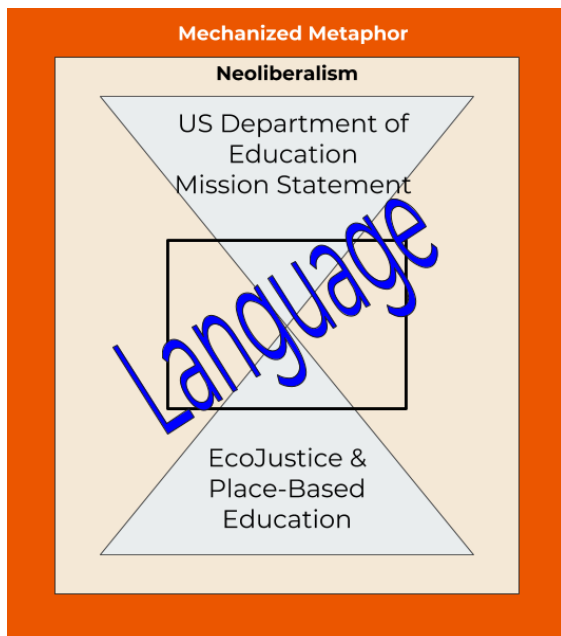 Mechanized Metaphor
Neoliberalism
US Department of
Education
Mission Statement
Language
EcoJustice &
Place-Based
Education